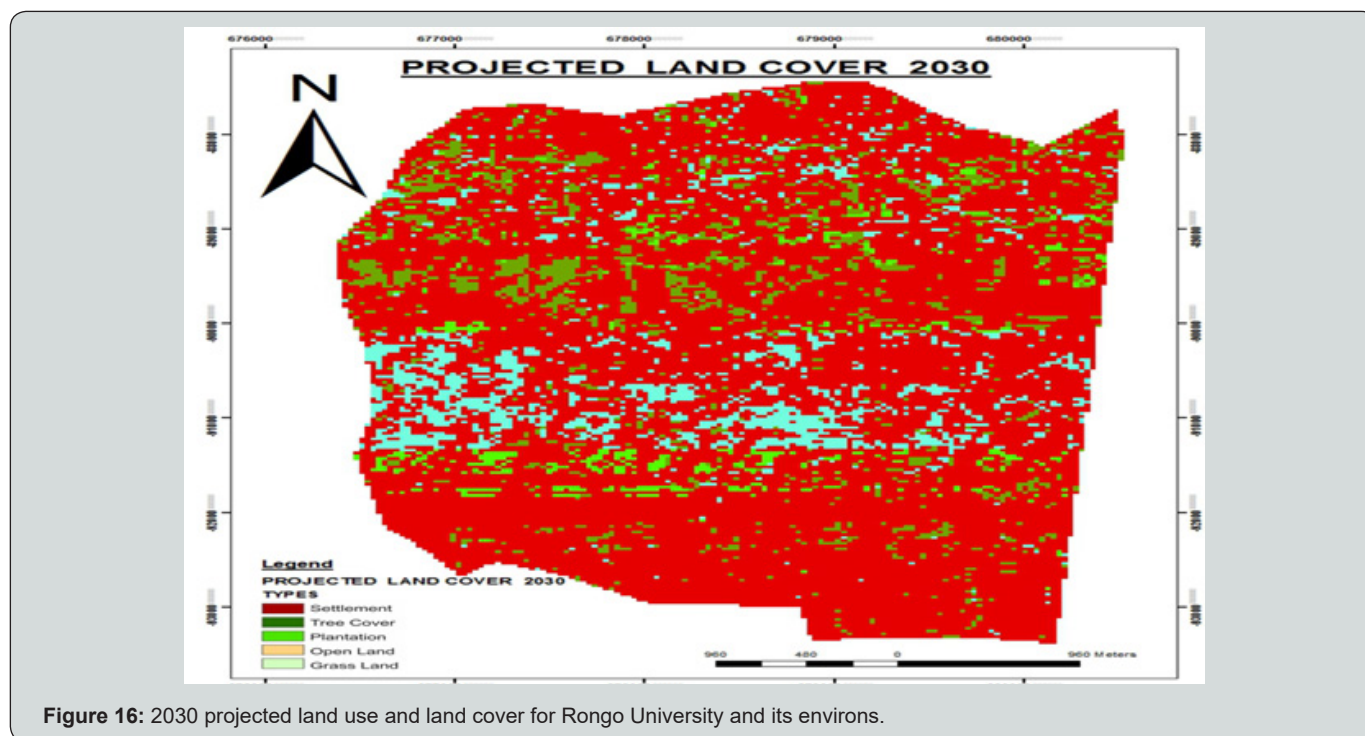 676000 677000 678000 679000 680000
PROJECTED LAND COVER 2030
N
Legend
PROJECTED LAND COVER 2030
TYPES
Settlement
Tree Cover
Plantation
Open Land
Grass Land
960 480 0 960 Meters
Figure 16: 2030 projected land use and land cover for Rongo University and its environs.